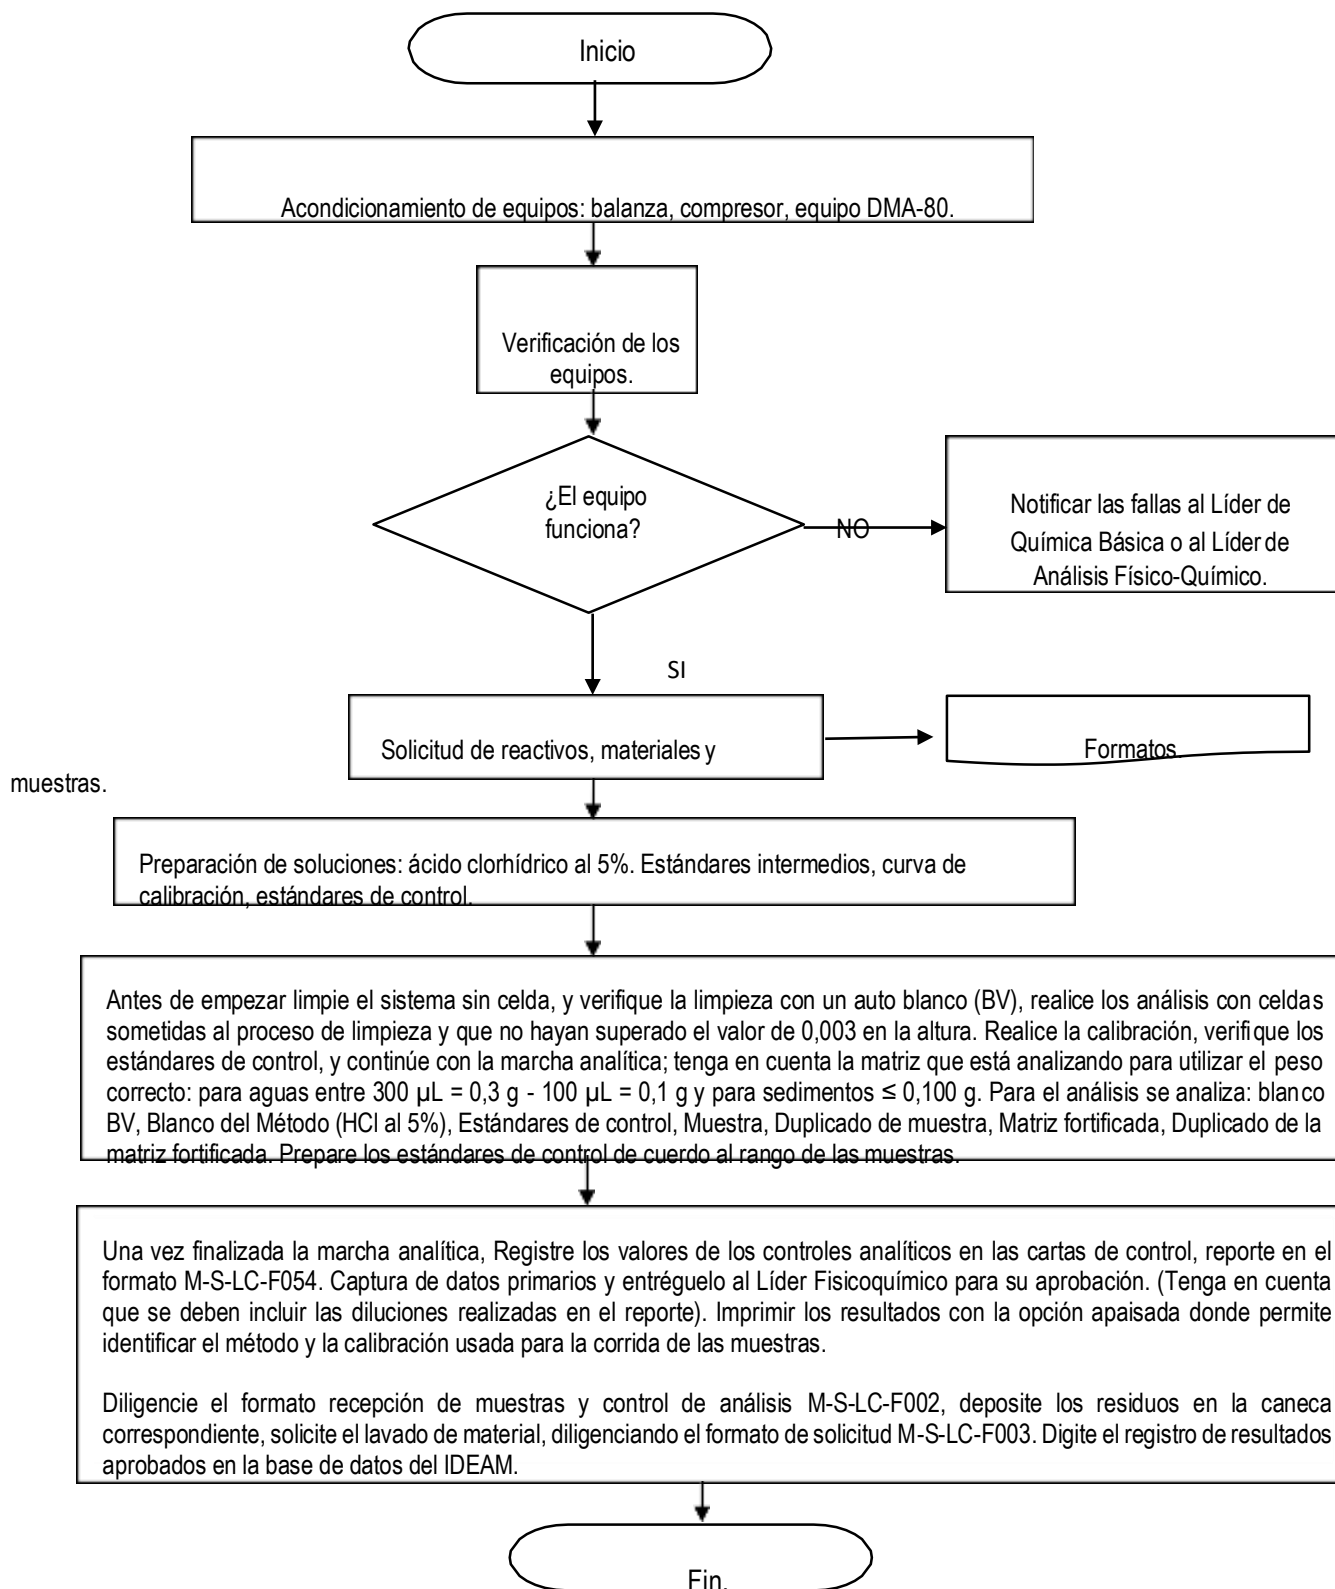 Inicio
Acondicionamiento de equipos: balanza, compresor, equipo DMA-80.
Verificación de los
equipos.
¿El equipo
funciona?
NO
Notificar las fallas al Líder de
Química Básica o al Líder de
Análisis Físico-Químico.
SI
Solicitud de reactivos, materiales y
muestras.
Formatos.
Preparación de soluciones: ácido clorhídrico al 5%. Estándares intermedios, curva de
calibración, estándares de control.
Antes de empezar limpie el sistema sin celda, y verifique la limpieza con un auto blanco (BV), realice los análisis con celdas
sometidas al proceso de limpieza y que no hayan superado el valor de 0,003 en la altura. Realice la calibración, verifique los
estándares de control, y continúe con la marcha analítica; tenga en cuenta la matriz que está analizando para utilizar el peso
correcto: para aguas entre 300 µL = 0,3 g - 100 µL = 0,1 g y para sedimentos ≤ 0,100 g. Para el análisis se analiza: blanco
BV, Blanco del Método (HCl al 5%), Estándares de control, Muestra, Duplicado de muestra, Matriz fortificada, Duplicado de la
matriz fortificada. Prepare los estándares de control de cuerdo al rango de las muestras.
Una vez finalizada la marcha analítica, Registre los valores de los controles analíticos en las cartas de control, reporte en el
formato M-S-LC-F054. Captura de datos primarios y entréguelo al Líder Fisicoquímico para su aprobación. (Tenga en cuenta
que se deben incluir las diluciones realizadas en el reporte). Imprimir los resultados con la opción apaisada donde permite
identificar el método y la calibración usada para la corrida de las muestras.
Diligencie el formato recepción de muestras y control de análisis M-S-LC-F002, deposite los residuos en la caneca
correspondiente, solicite el lavado de material, diligenciando el formato de solicitud M-S-LC-F003. Digite el registro de resultados
aprobados en la base de datos del IDEAM.
Fin.